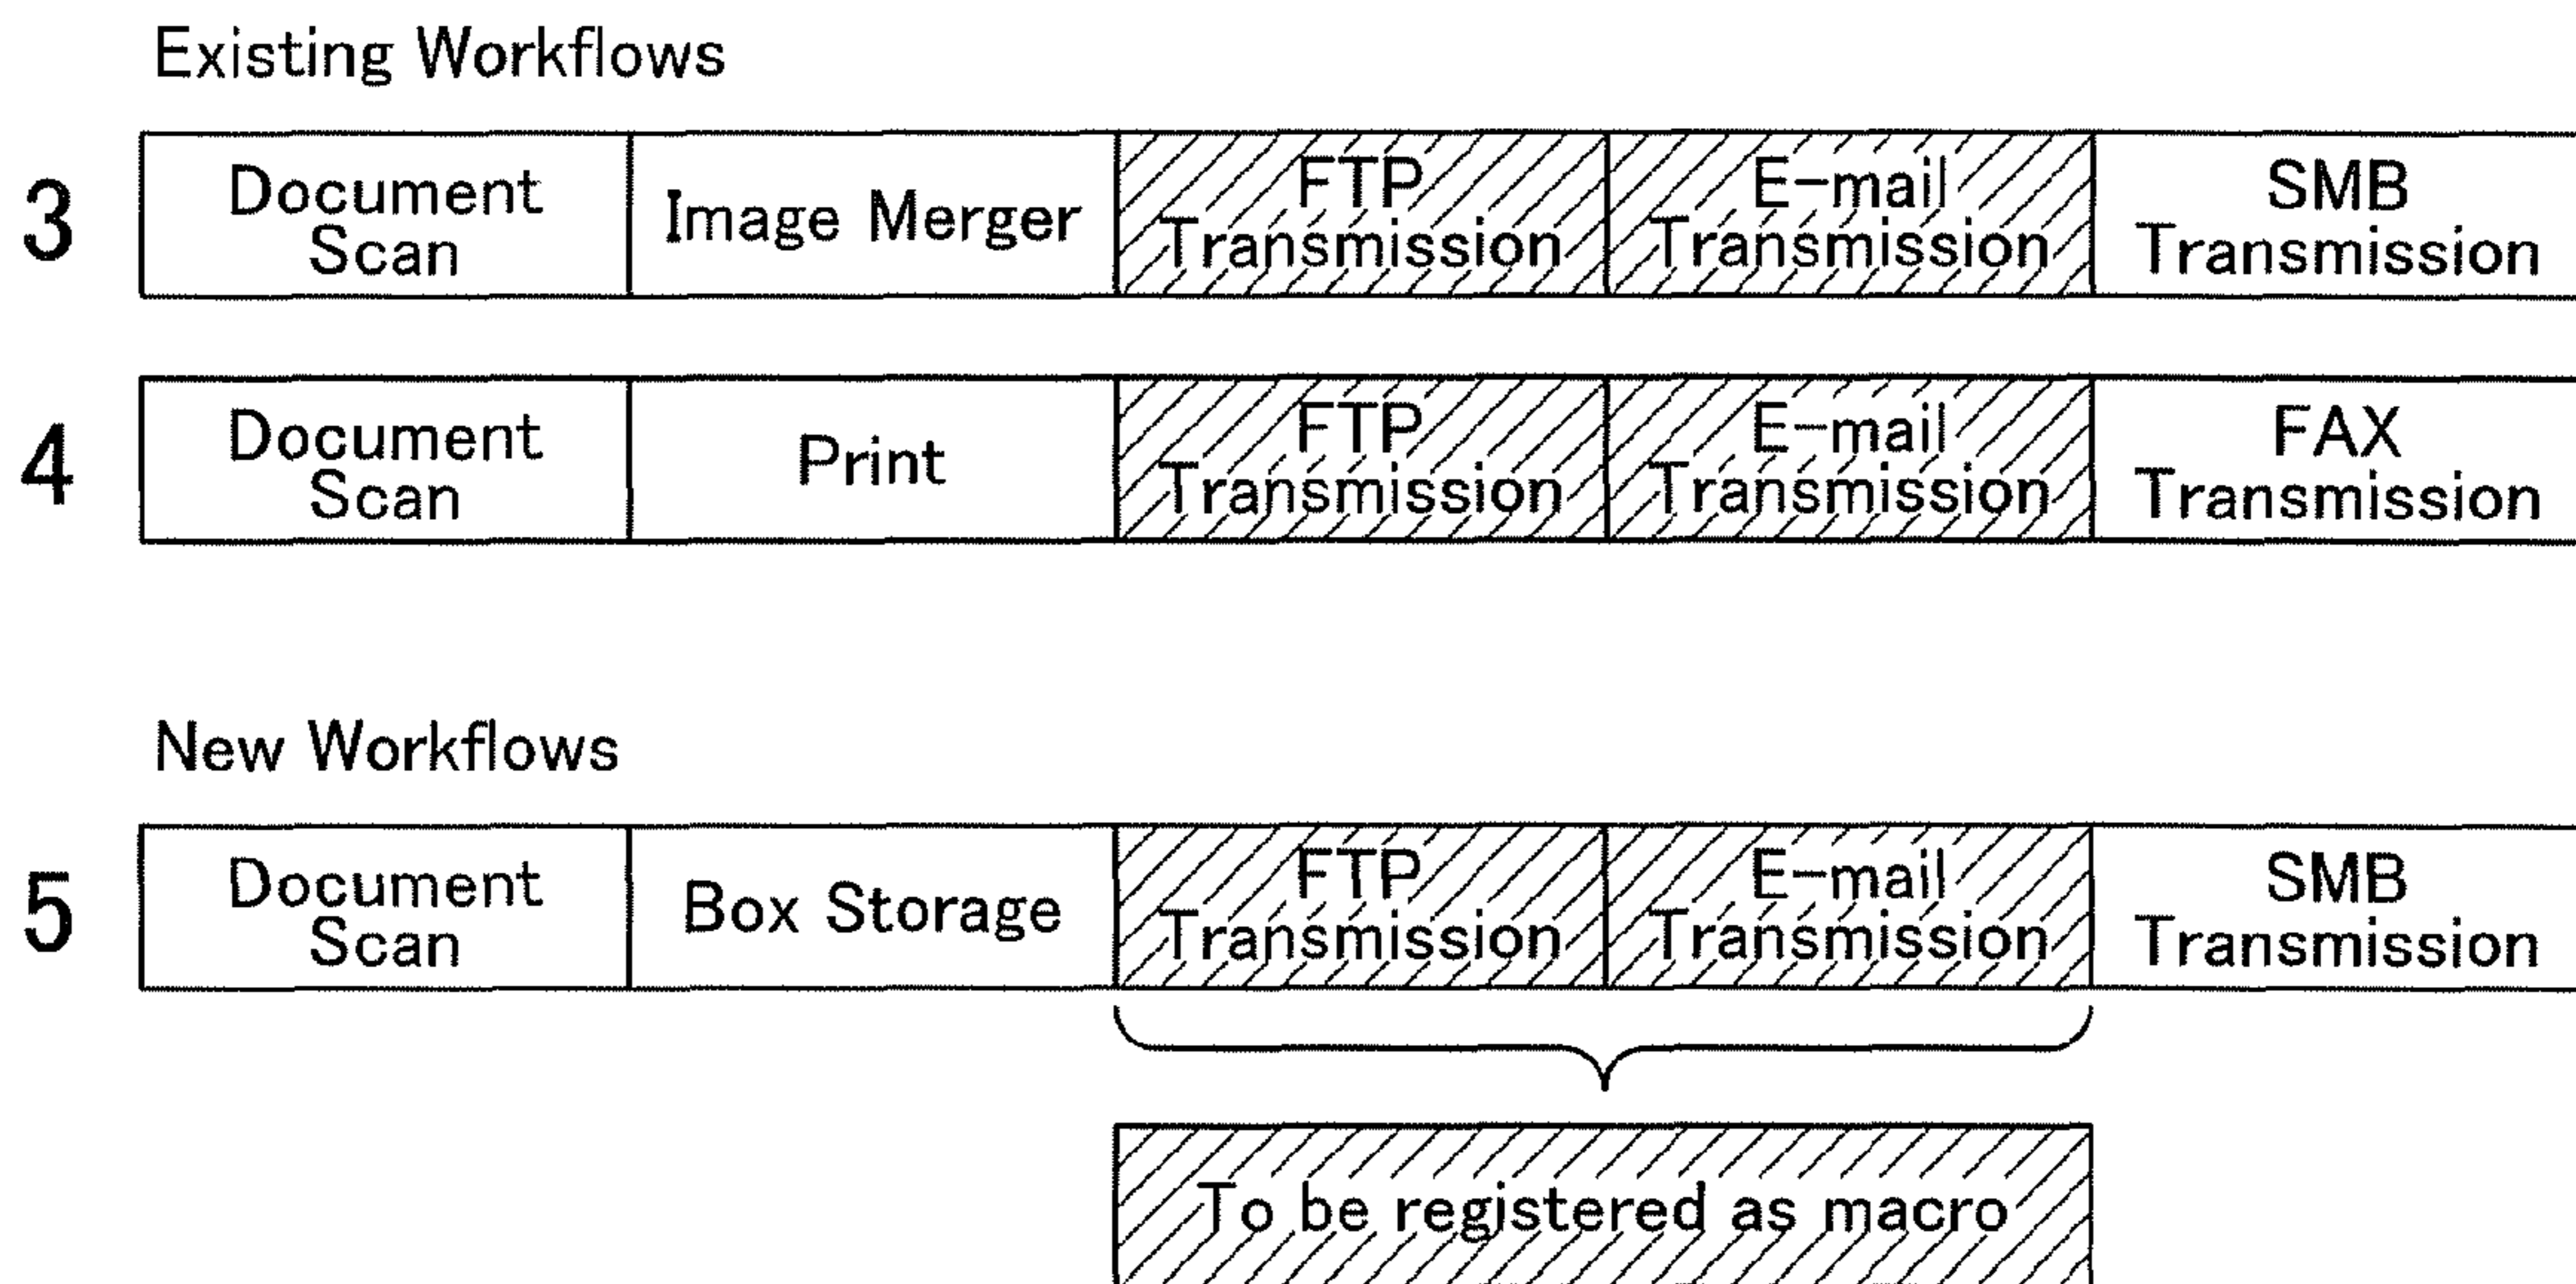 Existing Workflows
3
Document
Scan
Image Merger
FTP
Transmission
E-mail
Transmission
SMB
Transmission
4
Document
Scan
Print
FTP
Transmission
E-mail
Transmission
FAX
Transmission
New Workflows
5
Document
Scan
Box Storage
FTP
Transmission
E-mail
Transmission
SMB
Transmission
To be registered as macro